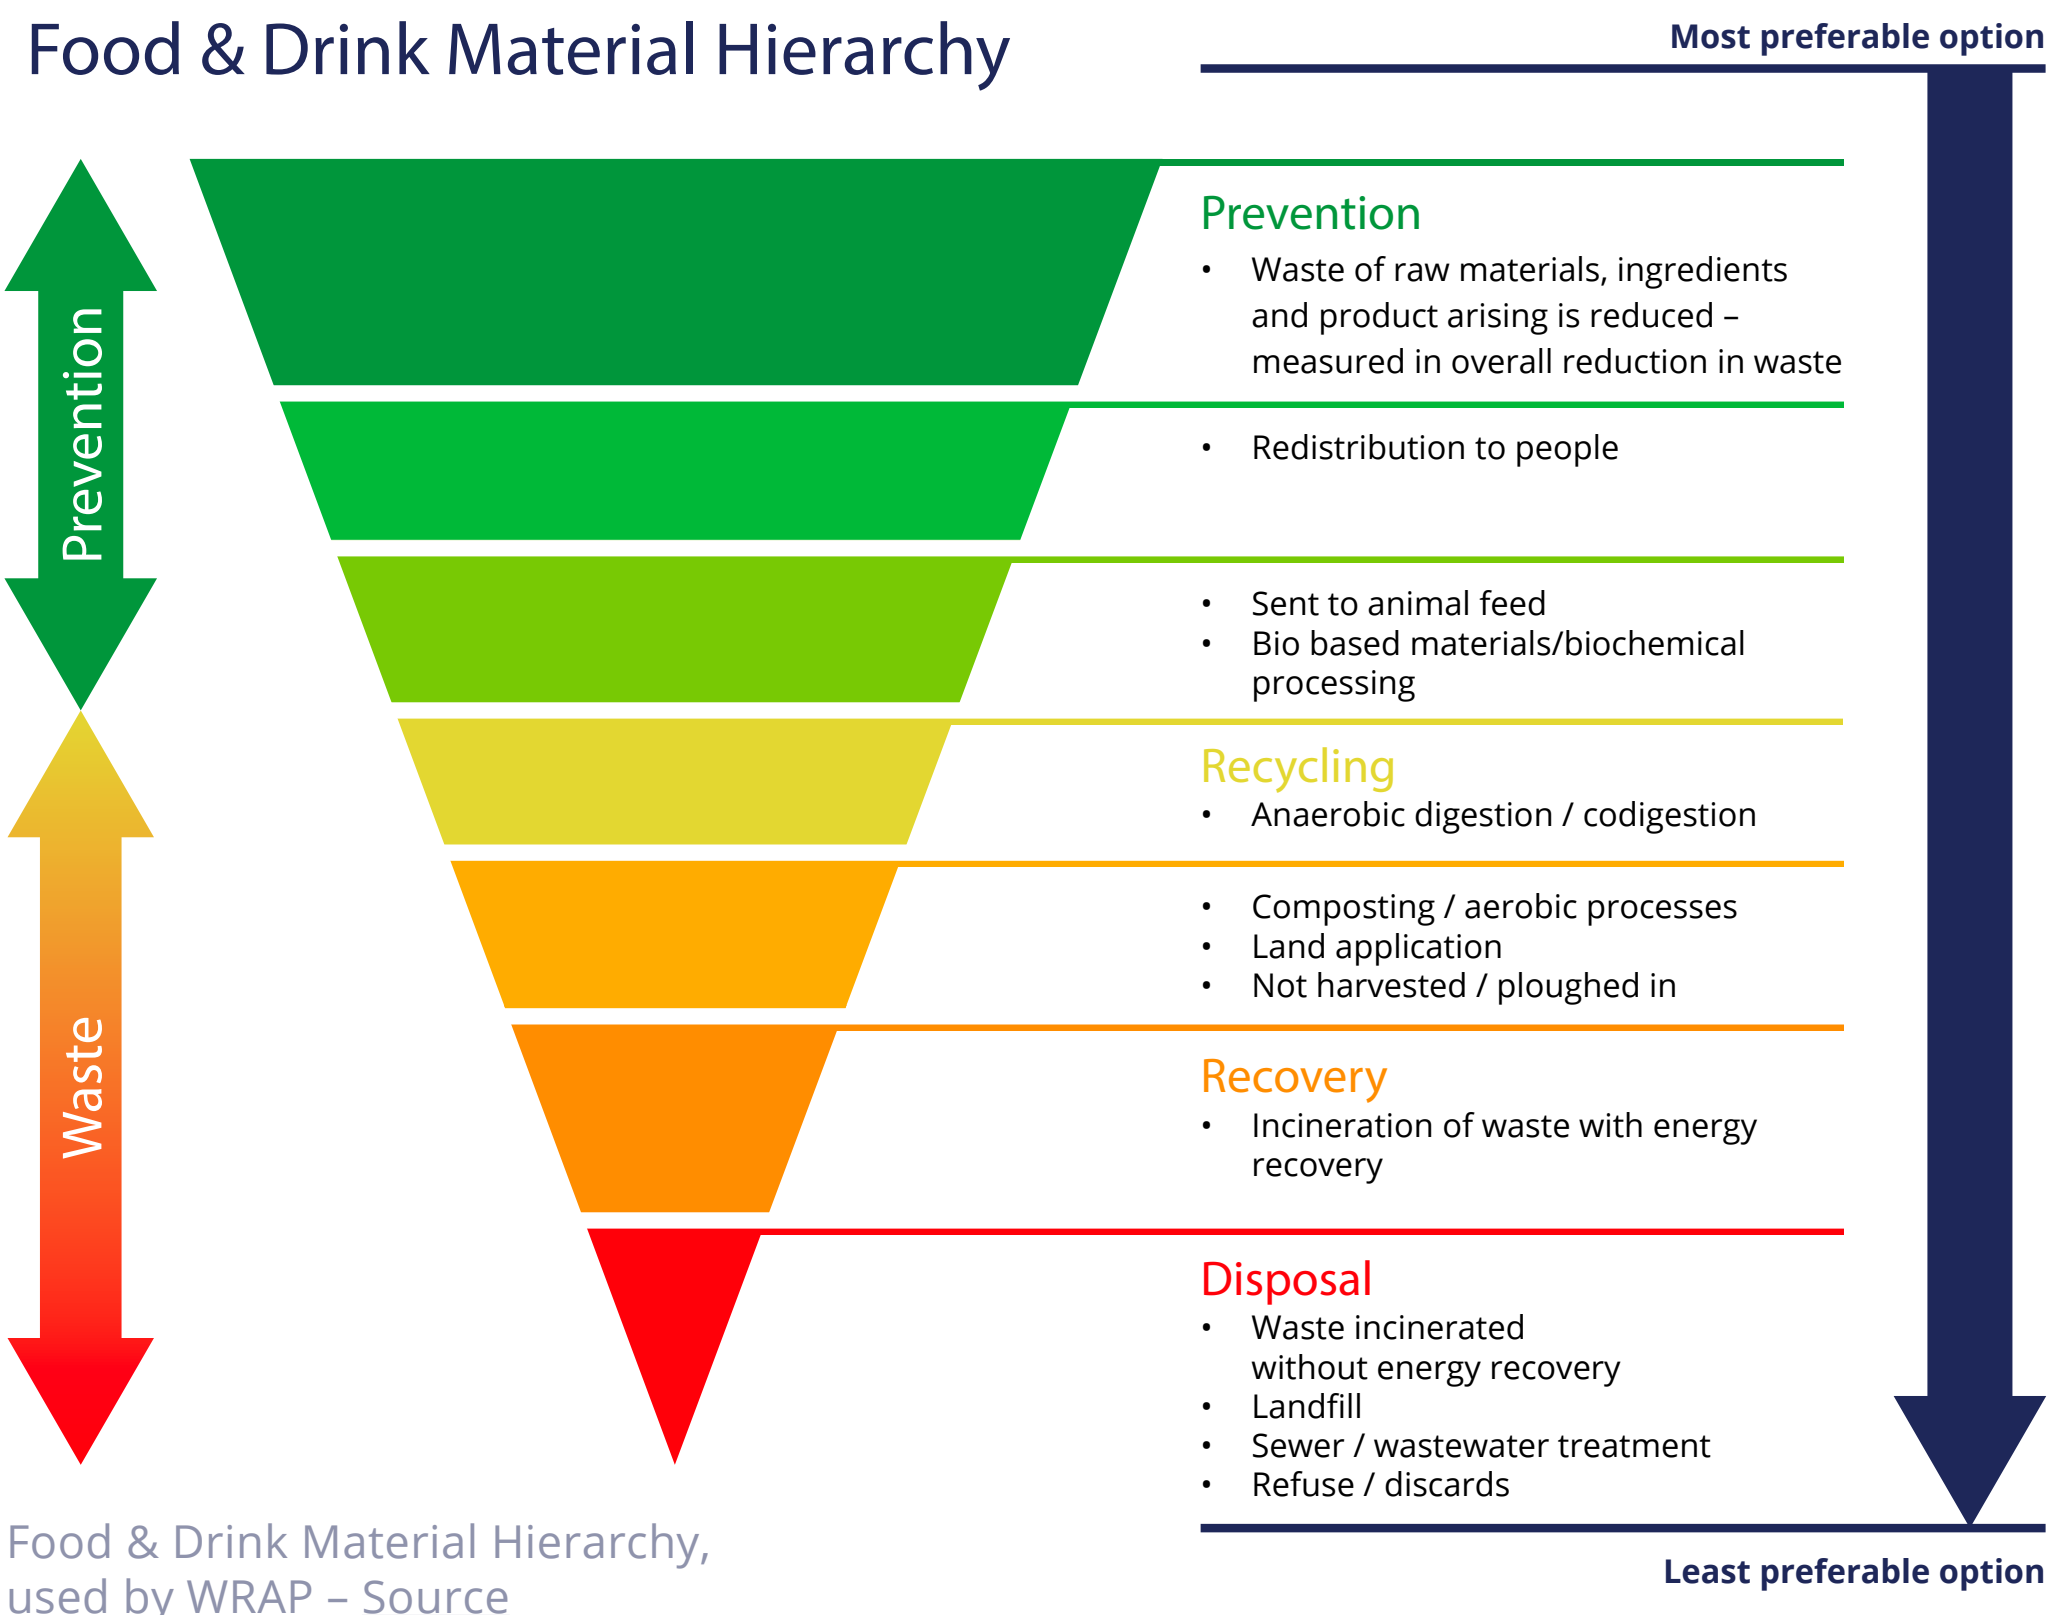 Food & Drink Material Hierarchy
Most preferable option
Prevention
Prevention
• Waste of raw materials, ingredients
and product arising is reduced –
measured in overall reduction in waste
• Redistribution to people
• Sent to animal feed
• Bio based materials/biochemical
processing
Waste
Recycling
• Anaerobic digestion / codigestion
• Composting / aerobic processes
• Land application
• Not harvested / ploughed in
Recovery
• Incineration of waste with energy
recovery
Disposal
• Waste incinerated
without energy recovery
• Landfill
• Sewer / wastewater treatment
• Refuse / discards
Food & Drink Material Hierarchy,
used by WRAP – Source
Least preferable option